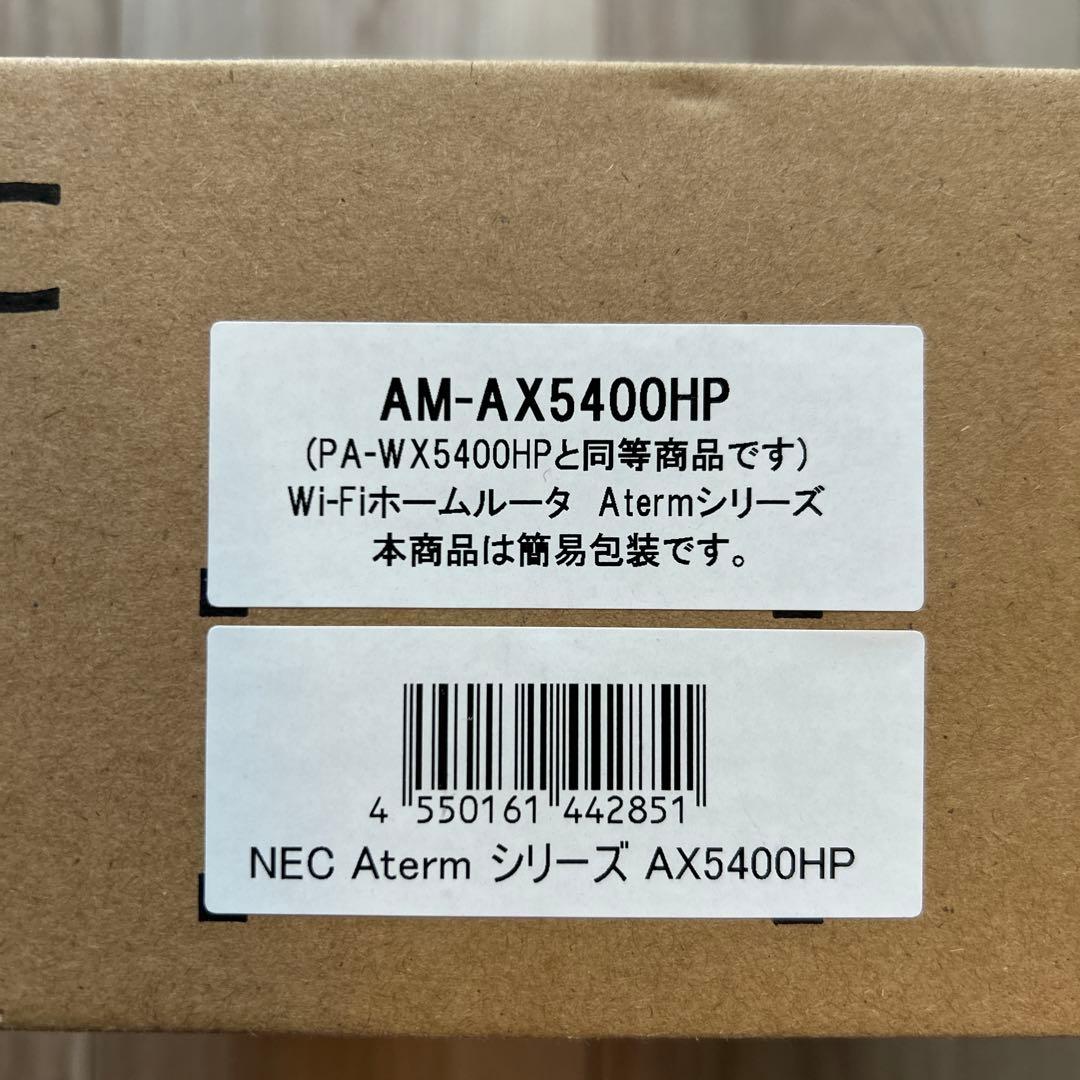 AM-AX5400HP
(PA-WX5400HPと同等商品です)
Wi-Fiホームルータ Atermシリーズ
本商品は簡易包装です。
4 550161 442851
NEC Aterm シリーズ AX5400HP